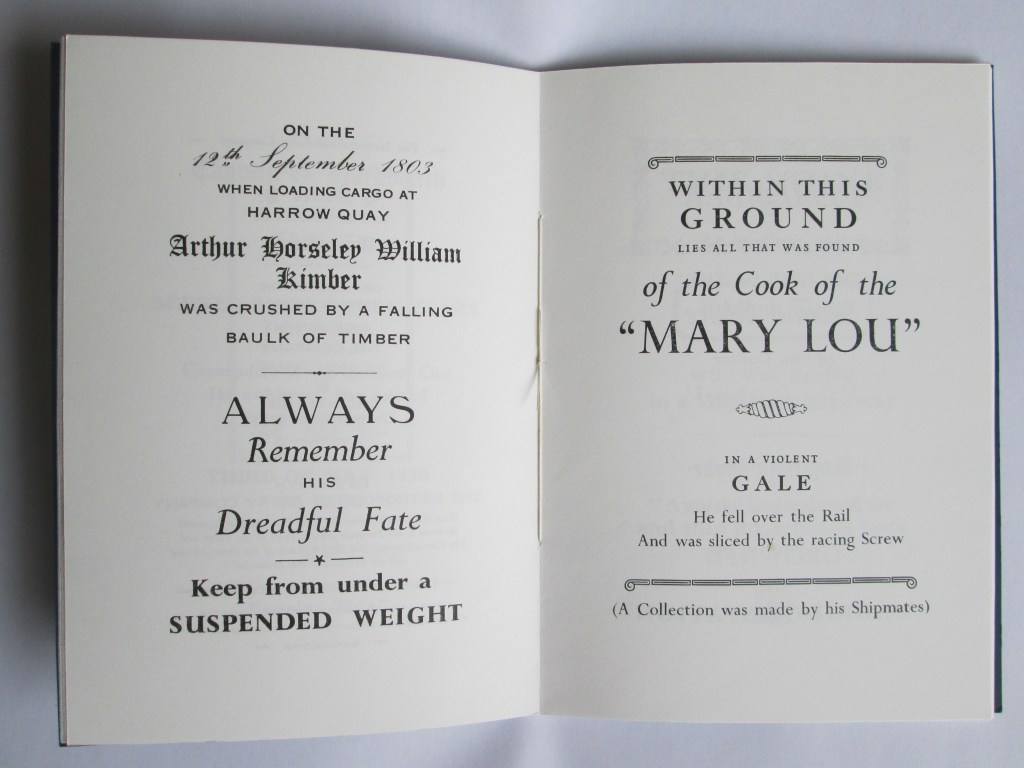 ON THE
12th September 1803
WHEN LOADING CARGO AT
HARROW QUAY
Arthur Horseley William
Kimber
WAS CRUSHED BY A FALLING
BAULK OF TIMBER
ALWAYS
Remember
HIS
Dreadful Fate
Keep from under a
SUSPENDED WEIGHT
WITHIN THIS
GROUND
LIES ALL THAT WAS FOUND
of the Cook of the
“MARY LOU”
IN A VIOLENT
GALE
He fell over the Rail
And was sliced by the racing Screw
(A Collection was made by his Shipmates)